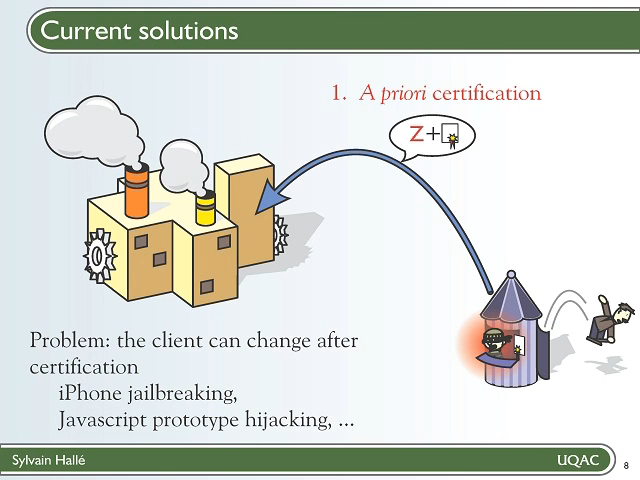 Current solutions
1. A priori certification
Z+
Problem: the client can change after
certification
iPhone jailbreaking,
Javascript prototype hijacking, ...
Sylvain Hallé
UQAC
8